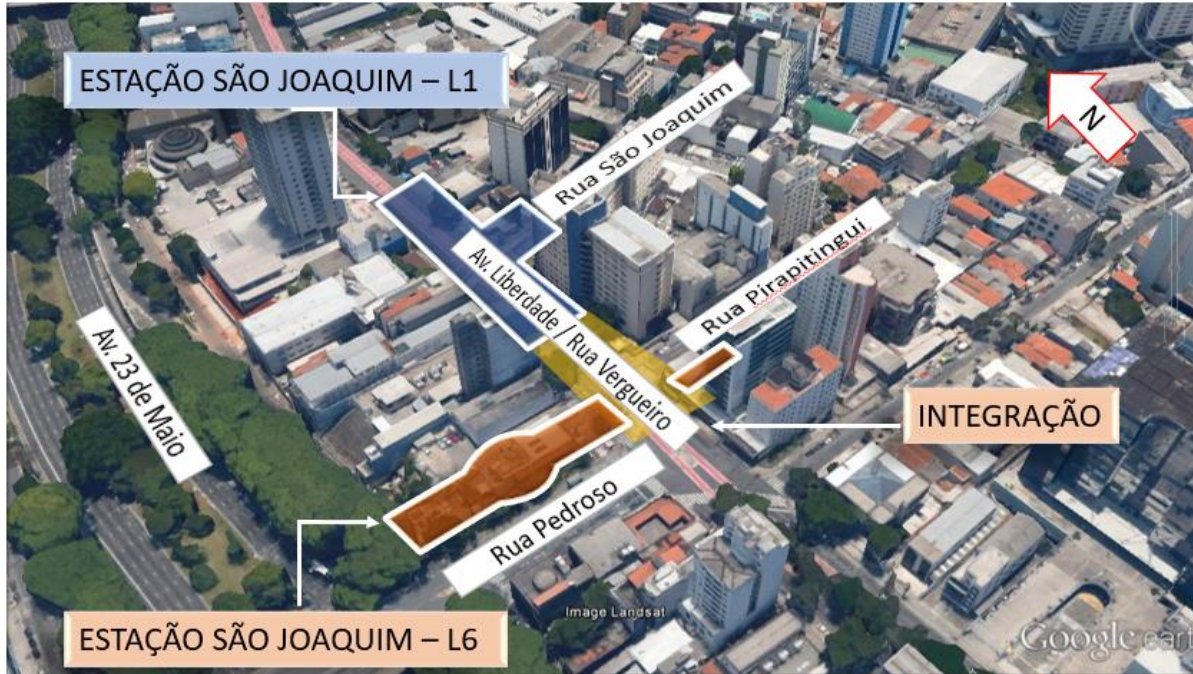 ESTAÇÃO SÃO JOAQUIM – L1
Rua São Joaquim
N
Rua Pirapitingui
Av. Liberdade / Rua Vergueiro
Av. 23 de Maio
INTEGRAÇÃO
Rua Pedroso
Image Landsat
ESTAÇÃO SÃO JOAQUIM – L6
Google eart